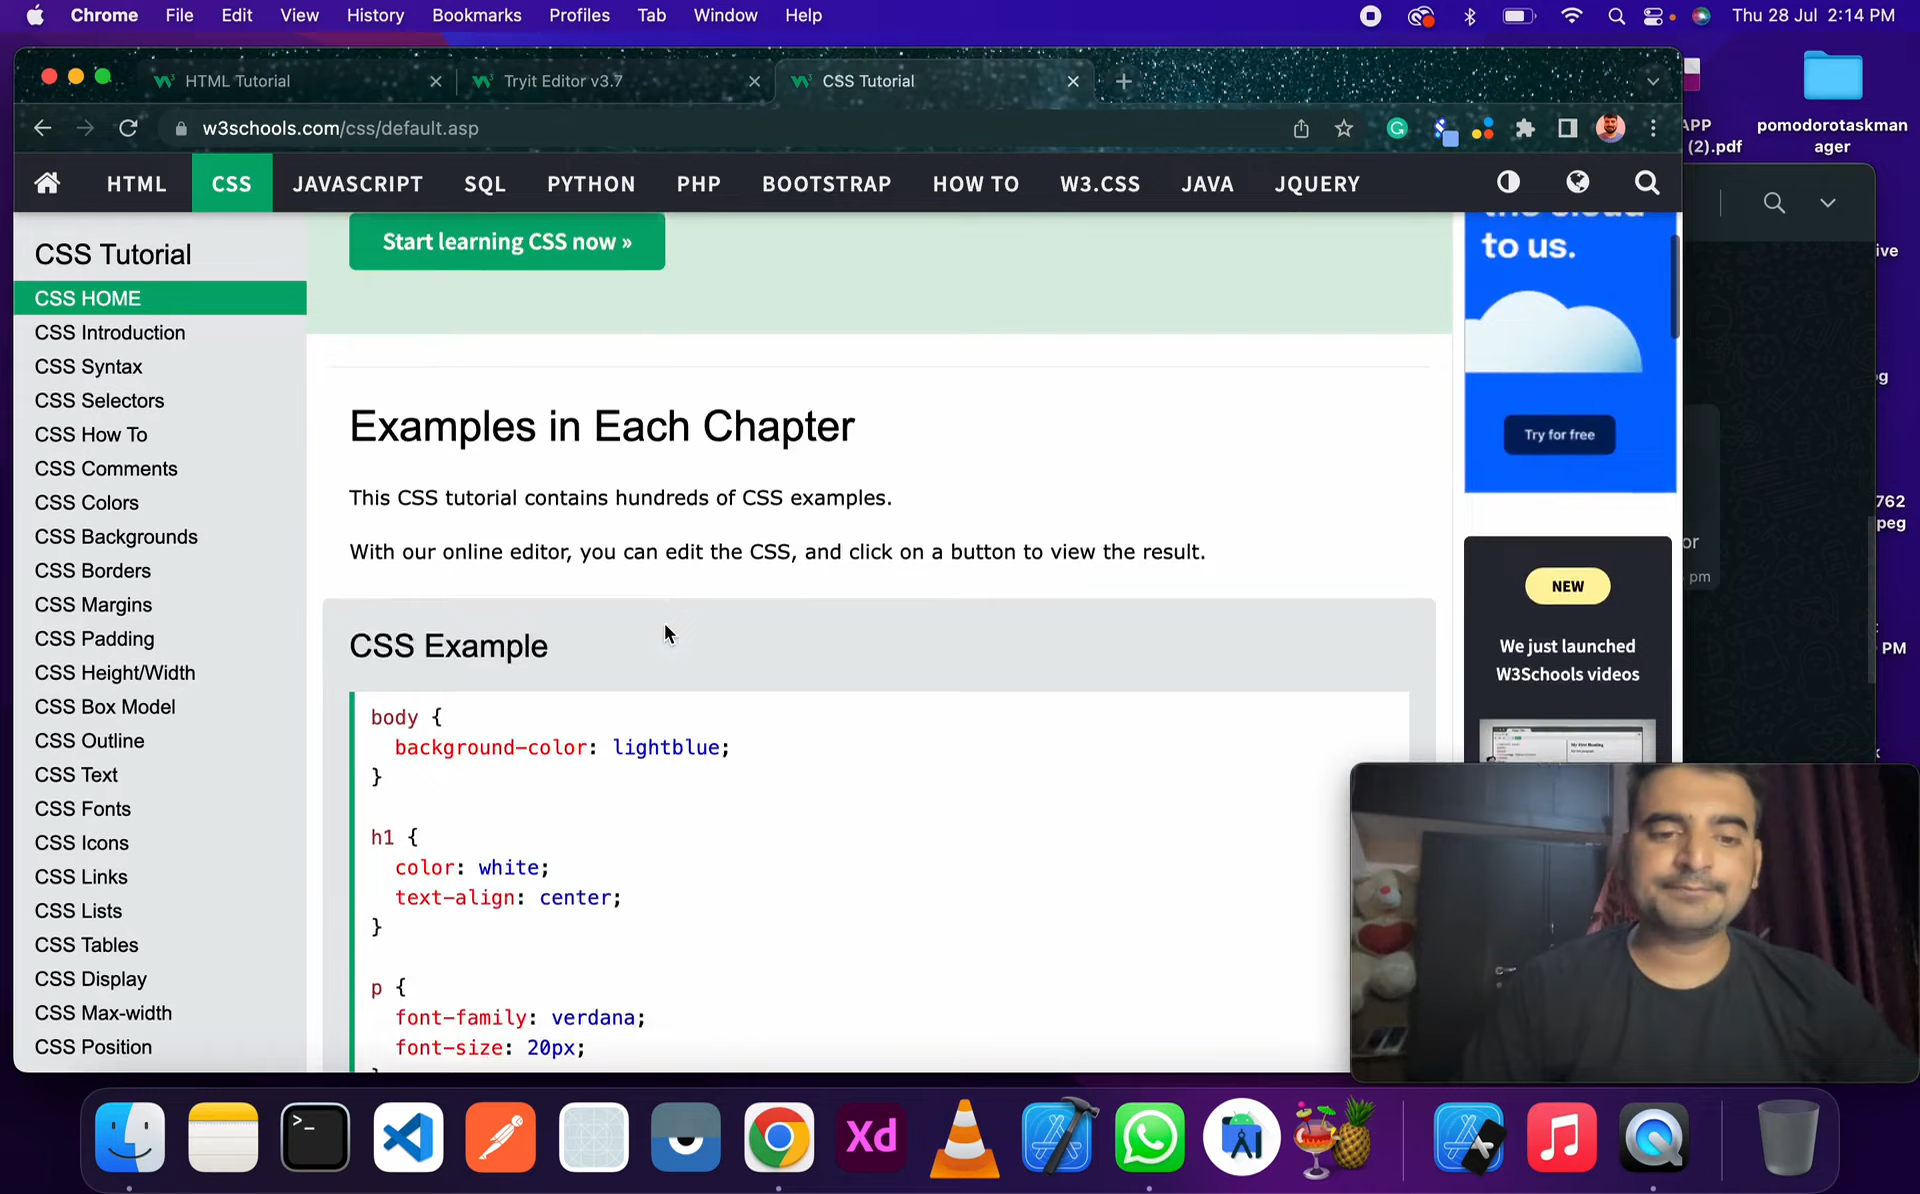 Chrome File Edit View History Bookmarks Profiles Tab Window Help Thu 28 Jul 2:14 PM
HTML Tutorial Tryit Editor v3.7 CSS Tutorial
w3schools.com/css/default.asp
APP
(2).pdf
pomodorotaskman
ager
HTML CSS JAVASCRIPT SQL PYTHON PHP BOOTSTRAP HOW TO W3.CSS JAVA JQUERY
CSS Tutorial
CSS HOME
CSS Introduction
CSS Syntax
CSS Selectors
CSS How To
CSS Comments
CSS Colors
CSS Backgrounds
CSS Borders
CSS Margins
CSS Padding
CSS Height/Width
CSS Box Model
CSS Outline
CSS Text
CSS Fonts
CSS Icons
CSS Links
CSS Lists
CSS Tables
CSS Display
CSS Max-width
CSS Position
Start learning CSS now »
Examples in Each Chapter
This CSS tutorial contains hundreds of CSS examples.
With our online editor, you can edit the CSS, and click on a button to view the result.
CSS Example
body {
background-color: lightblue;
}
h1 {
color: white;
text-align: center;
}
p {
font-family: verdana;
font-size: 20px;
to us.
Try for free
NEW
We just launched
W3Schools videos
ive
762
peg
or
pm
PM
>_
Xd